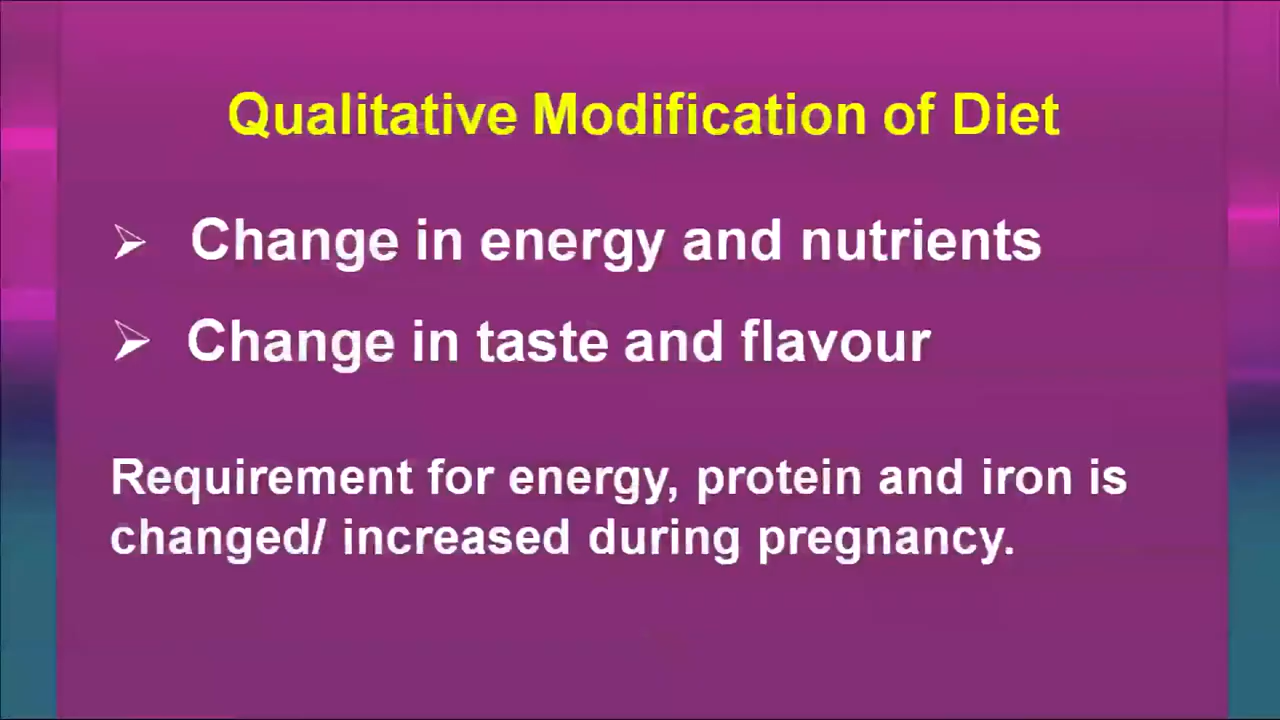 Qualitative Modification of Diet
➢ Change in energy and nutrients
➢ Change in taste and flavour
Requirement for energy, protein and iron is
changed/ increased during pregnancy.